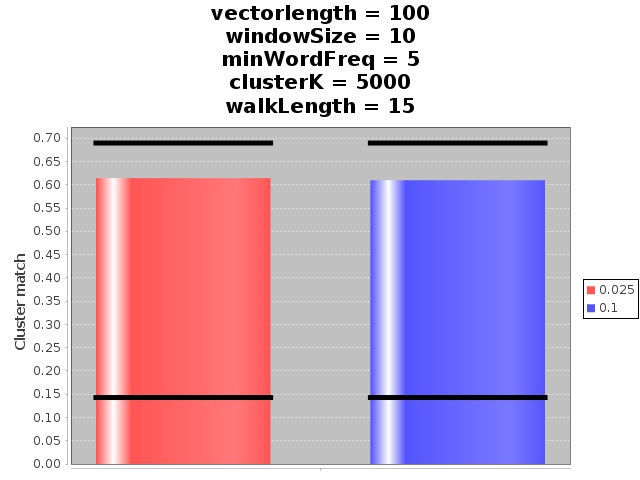 vectorlength = 100
windowSize = 10
minWordFreq = 5
clusterK = 5000
walkLength = 15
0.70
0.65
0.60
0.55
0.50
0.45
0.40
0.35
0.30
0.25
0.20
0.15
0.10
0.05
0.00
Cluster match
0.025
0.1